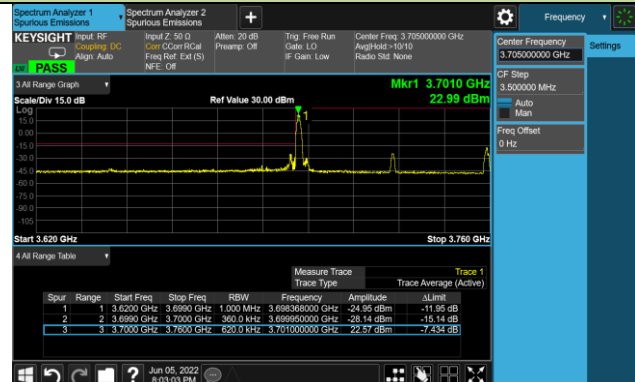 Spectrum Analyzer 1
Spurious Emissions
Spectrum Analyzer 2
Spurious Emissions
Frequency
KEYSIGHT
Input: RF
Coupling: DC
Align: Auto
Input Z: 50 Ω
Corr CCorr RCal
Freq Ref: Ext (S)
NFE: Off
Atten: 20 dB
Preamp: Off
Trig: Free Run
Gate: LO
IF Gain: Low
Center Freq: 3.705000000 GHz
Avg|Hold:>10/10
Radio Std: None
PASS
Center Frequency
3.705000000 GHz
Settings
CF Step
3.500000 MHz
Auto
Man
Freq Offset
0 Hz
3 All Range Graph
Scale/Div 15.0 dB
Ref Value 30.00 dBm
Mkr1 3.7010 GHz
22.99 dBm
Log
15.0
0.00
-15.0
-30.0
-45.0
-60.0
-75.0
-90.0
-105
1
Start 3.620 GHz
Stop 3.760 GHz
4 All Range Table
Measure Trace Trace 1
Trace Type Trace Average (Active)
Spur Range Start Freq Stop Freq RBW Frequency Amplitude ΔLimit
1 1 3.6200 GHz 3.6990 GHz 1.000 MHz 3.698368000 GHz -24.95 dBm -11.95 dB
2 2 3.6990 GHz 3.7000 GHz 360.0 kHz 3.699950000 GHz -28.14 dBm -15.14 dB
3 3 3.7000 GHz 3.7600 GHz 620.0 kHz 3.701000000 GHz 22.57 dBm -7.434 dB
Jun 05, 2022
8:03:03 PM